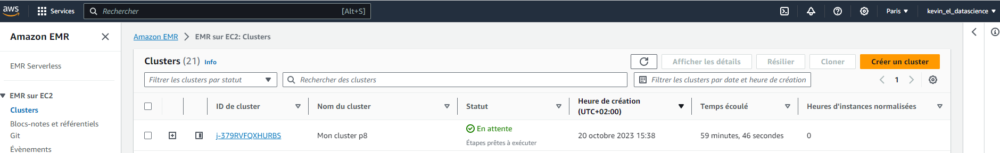 aws
Services
Rechercher
[Alt+S]
Paris
kevin_el_datascience
Amazon EMR
EMR Serverless
EMR sur EC2
Clusters
Blocs-notes et référentiels
Git
Évènements
Amazon EMR
EMR sur EC2: Clusters
Clusters (21)
Info
Afficher les détails
Résilier
Cloner
Créer un cluster
Filtrer les clusters par statut
Rechercher des clusters
Filtrer les clusters par date et heure de création
1
ID de cluster
Nom du cluster
Statut
Heure de création
(UTC+02:00)
Temps écoulé
Heures d'instances normalisées
j-379RVFQXHURBS
Mon cluster p8
En attente
Étapes prêtes à exécuter
20 octobre 2023 15:38
59 minutes, 46 secondes
0